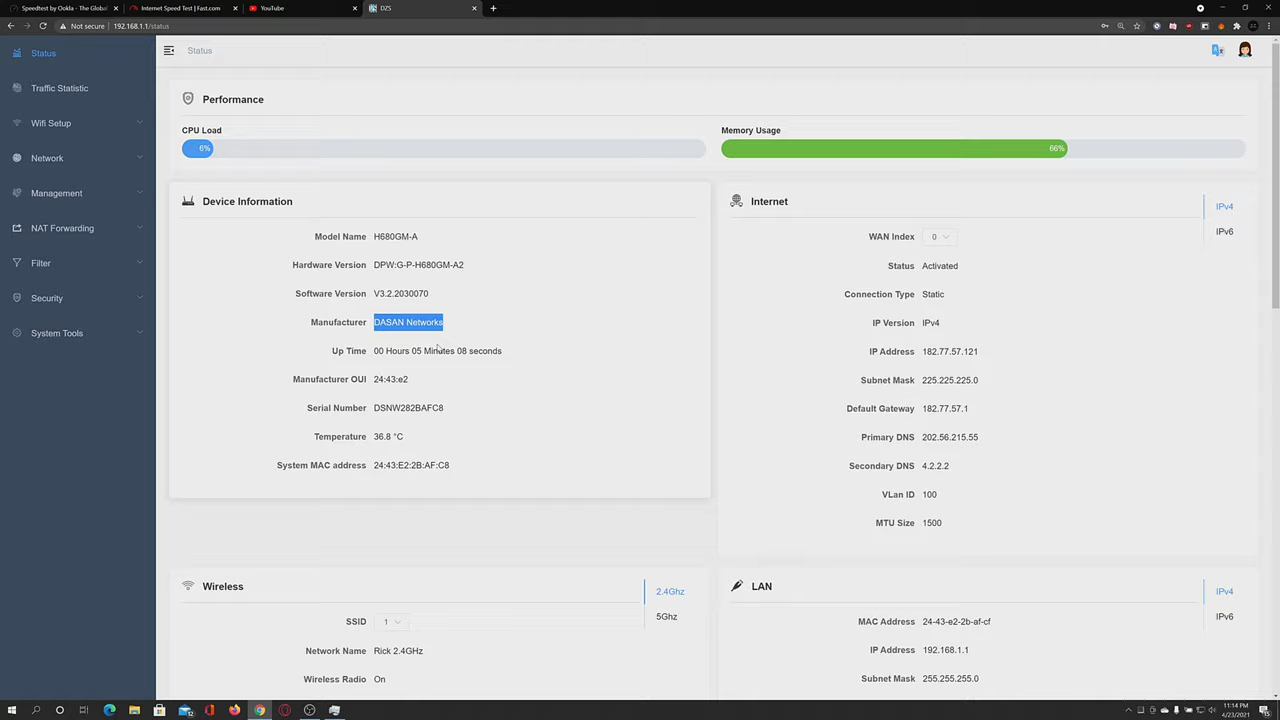 Speedtest by Ookla - The Global
Internet Speed Test | Fast.com
YouTube
DZS
Not secure | 192.168.1.1/status
Status
Status
Traffic Statistic
Wifi Setup
Network
Management
NAT Forwarding
Filter
Security
System Tools
Performance
CPU Load
6%
Memory Usage
66%
Device Information
Model Name H680GM-A
Hardware Version DPW:G-P-H680GM-A2
Software Version V3.2.2030070
Manufacturer DASAN Networks
Up Time 00 Hours 05 Minutes 08 seconds
Manufacturer OUI 24:43:e2
Serial Number DSNW282BAFC8
Temperature 36.8 °C
System MAC address 24:43:E2:2B:AF:C8
Internet
IPv4
IPv6
WAN Index 0
Status Activated
Connection Type Static
IP Version IPv4
IP Address 182.77.57.121
Subnet Mask 225.225.225.0
Default Gateway 182.77.57.1
Primary DNS 202.56.215.55
Secondary DNS 4.2.2.2
VLan ID 100
MTU Size 1500
Wireless
2.4Ghz
5Ghz
SSID 1
Network Name Rick 2.4GHz
Wireless Radio On
LAN
IPv4
IPv6
MAC Address 24-43-e2-2b-af-cf
IP Address 192.168.1.1
Subnet Mask 255.255.255.0
11:14 PM
4/23/2021